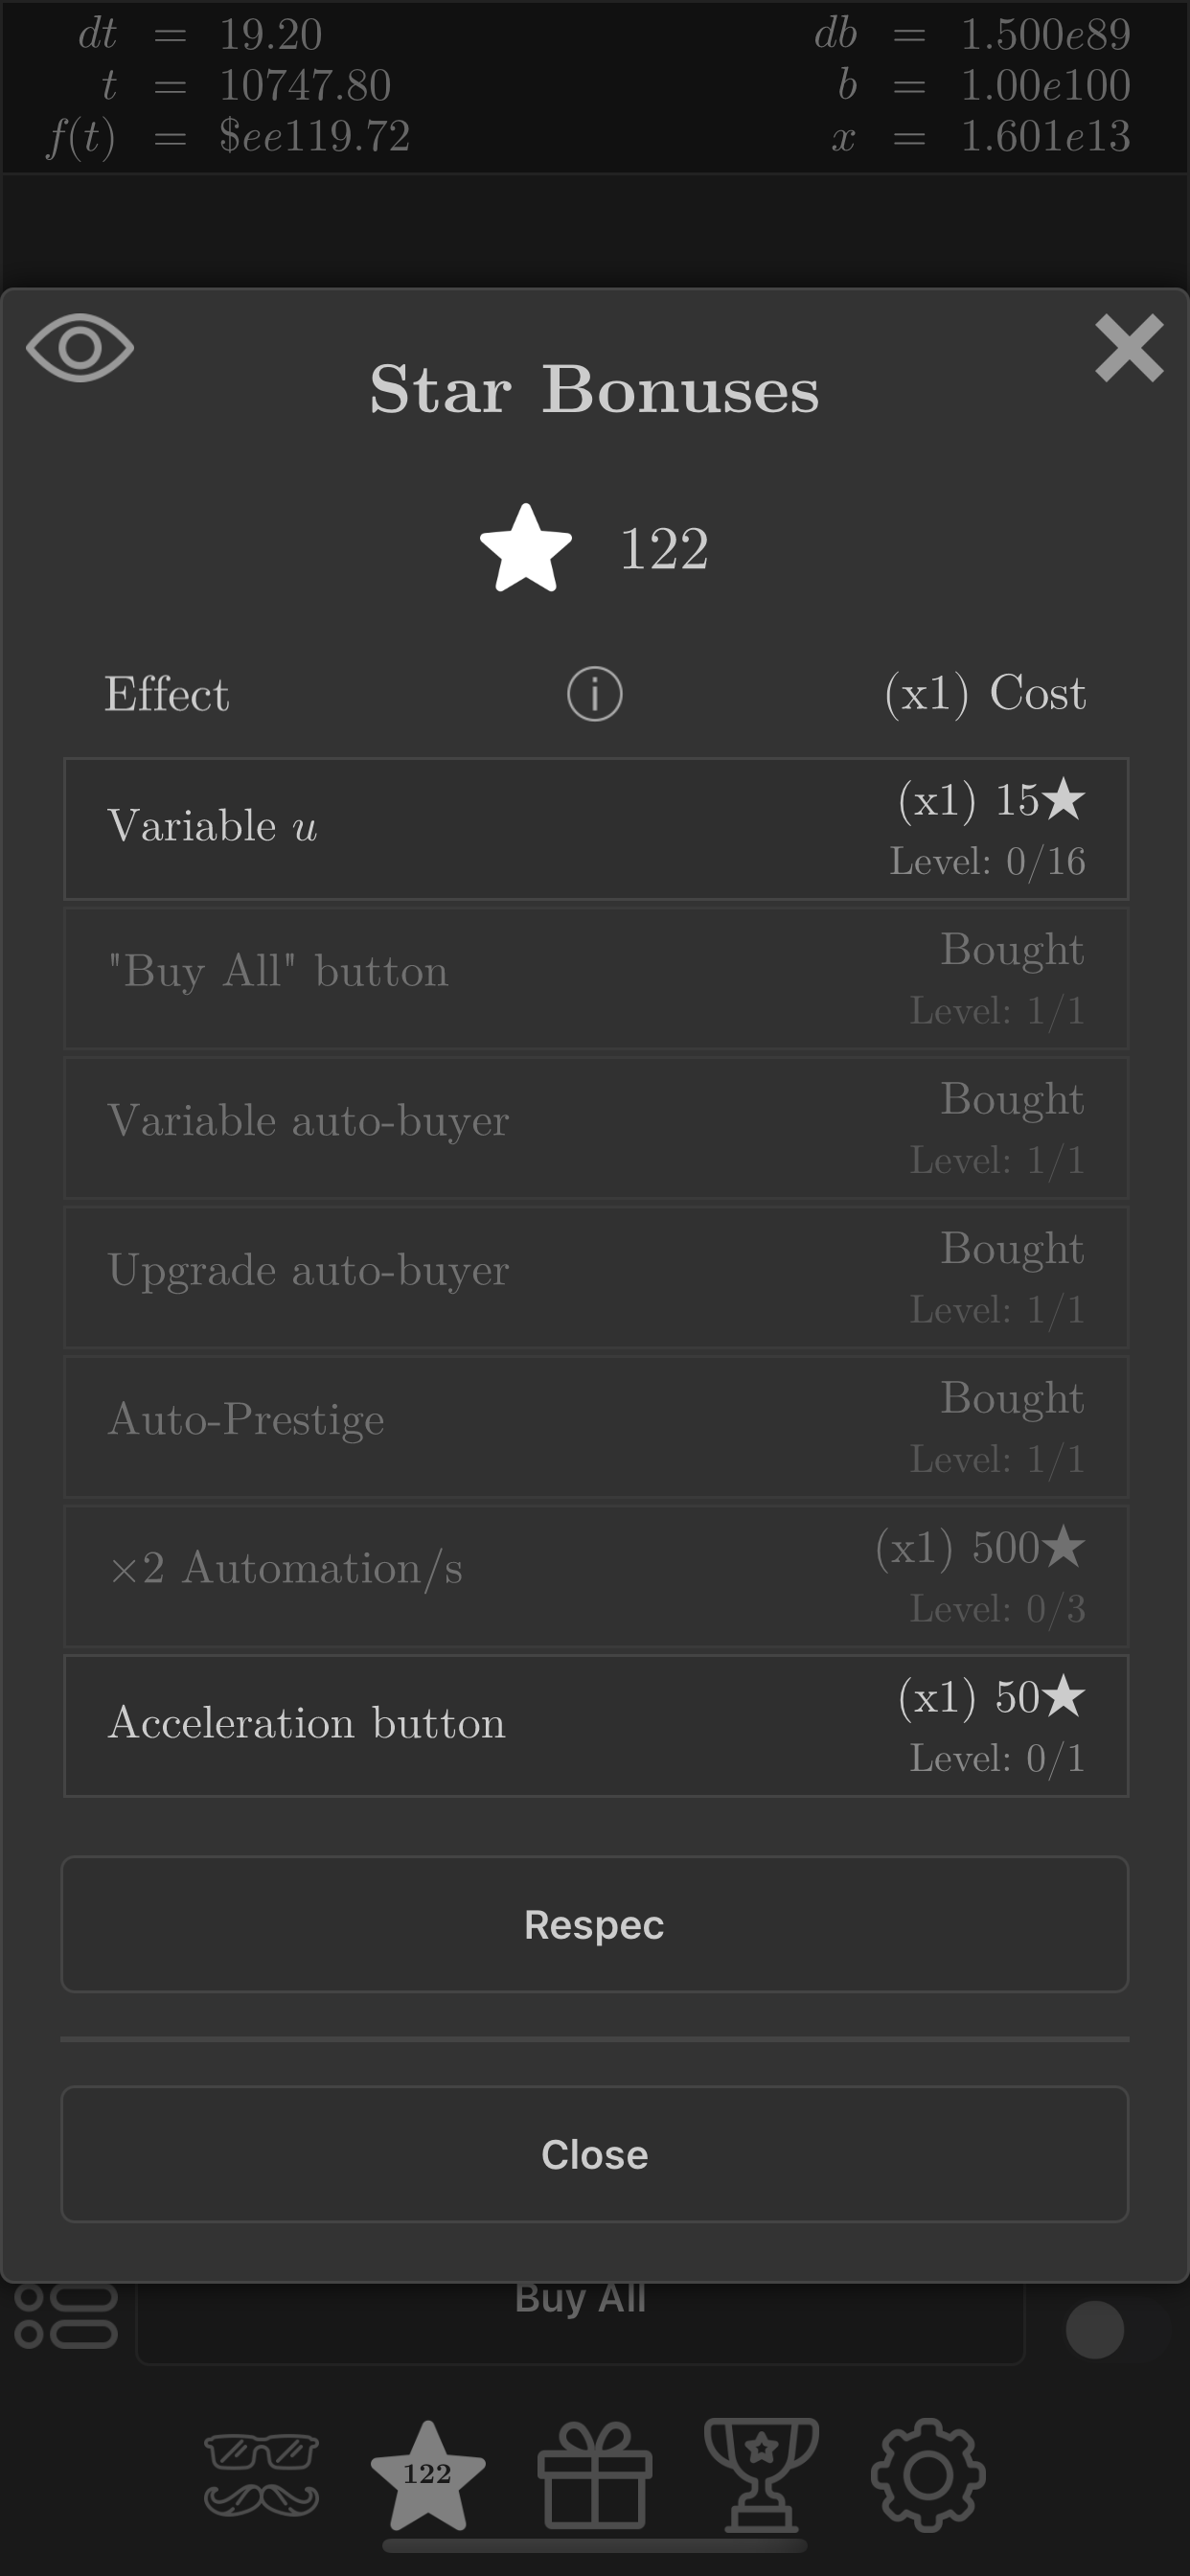 dt = 19.20 db = 1.500e89
t = 10747.80 b = 1.00e100
f(t) = $ee119.72 x = 1.601e13
Star Bonuses
122
Effect (x1) Cost
Variable u (x1) 15★
Level: 0/16
"Buy All" button Bought
Level: 1/1
Variable auto-buyer Bought
Level: 1/1
Upgrade auto-buyer Bought
Level: 1/1
Auto-Prestige Bought
Level: 1/1
×2 Automation/s (x1) 500★
Level: 0/3
Acceleration button (x1) 50★
Level: 0/1
Respec
Close
Buy All
122